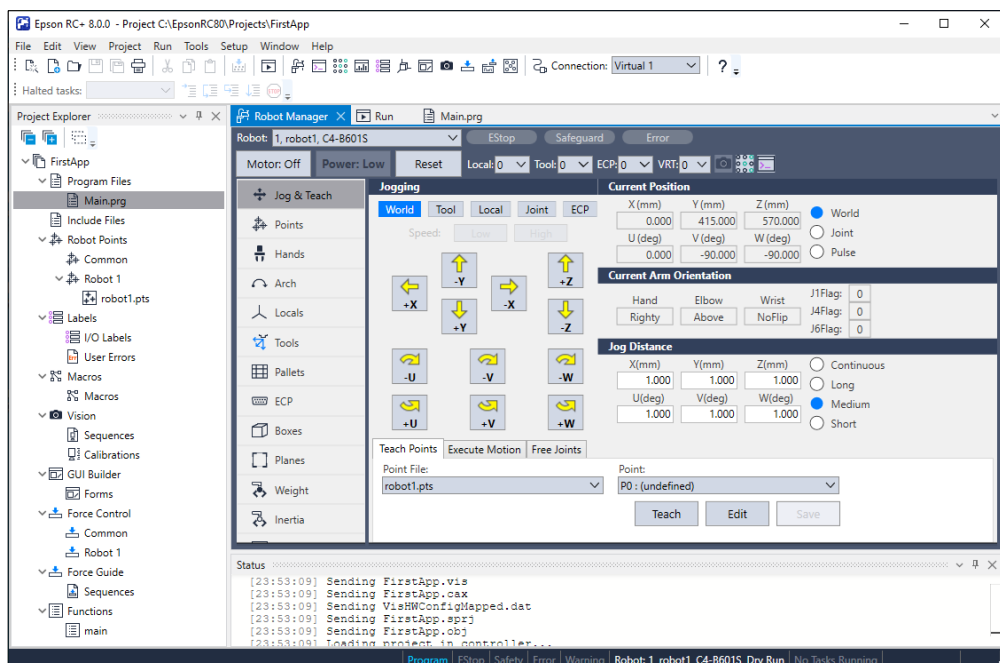 Epson RC+ 8.0.0 - Project C:\EpsonRC80\Projects\FirstApp
File Edit View Project Run Tools Setup Window Help
Connection: Virtual 1 ?
Halted tasks: STOP
Project Explorer
FirstApp
Program Files
Main.prg
Include Files
Robot Points
Common
Robot 1
robot1.pts
Labels
I/O Labels
User Errors
Macros
Macros
Vision
Sequences
Calibrations
GUI Builder
Forms
Force Control
Common
Robot 1
Force Guide
Sequences
Functions
main
Robot Manager Run Main.prg
Robot: 1, robot1, C4-B601S EStop Safeguard Error
Motor: Off Power: Low Reset Local: 0 Tool: 0 ECP: 0 VRT: 0
Jog & Teach
Points
Hands
Arch
Locals
Tools
Pallets
ECP
Boxes
Planes
Weight
Inertia
Jogging
World Tool Local Joint ECP
Speed: Low High
-Y +Z
+X -X
+Y -Z
-U -V -W
+U +V +W
Current Position
X (mm) Y (mm) Z (mm)
0.000 415.000 570.000
U (deg) V (deg) W (deg)
0.000 -90.000 -90.000
World
Joint
Pulse
Current Arm Orientation
Hand Elbow Wrist
Righty Above NoFlip
J1Flag: 0
J4Flag: 0
J6Flag: 0
Jog Distance
X(mm) Y(mm) Z(mm)
1.000 1.000 1.000
U(deg) V(deg) W(deg)
1.000 1.000 1.000
Continuous
Long
Medium
Short
Teach Points Execute Motion Free Joints
Point File: Point:
robot1.pts P0 : (undefined)
Teach Edit Save
Status
[23:53:09] Sending FirstApp.vis
[23:53:09] Sending FirstApp.cax
[23:53:09] Sending VisHWConfigMapped.dat
[23:53:09] Sending FirstApp.sprj
[23:53:09] Sending FirstApp.obj
[23:53:09] Loading project in controller...
Program EStop Safety Error Warning Robot: 1, robot1, C4-B601S, Dry Run No Tasks Running